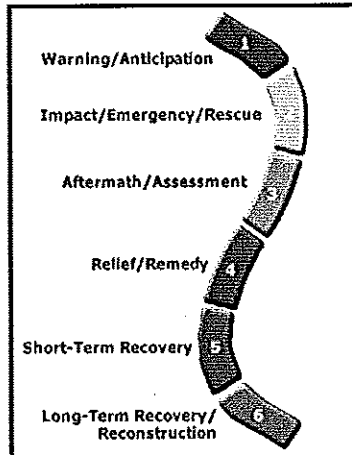 1
Warning/Anticipation
Impact/Emergency/Rescue
Aftermath/Assessment
3
Relief/Remedy
4
Short-Term Recovery
5
Long-Term Recovery/
Reconstruction
6